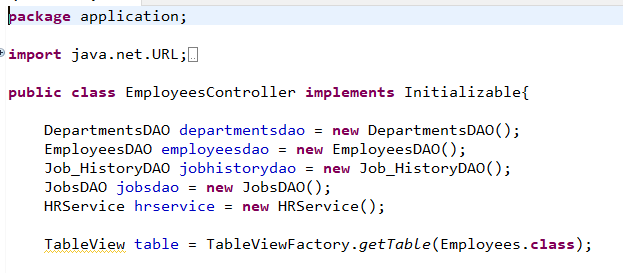 package application;
import java.net.URL;
public class EmployeesController implements Initializable{
DepartmentsDAO departmentsdao = new DepartmentsDAO();
EmployeesDAO employeesdao = new EmployeesDAO();
Job_HistoryDAO jobhistorydao = new Job_HistoryDAO();
JobsDAO jobsdao = new JobsDAO();
HRService hrservice = new HRService();
TableView table = TableViewFactory.getTable(Employees.class);